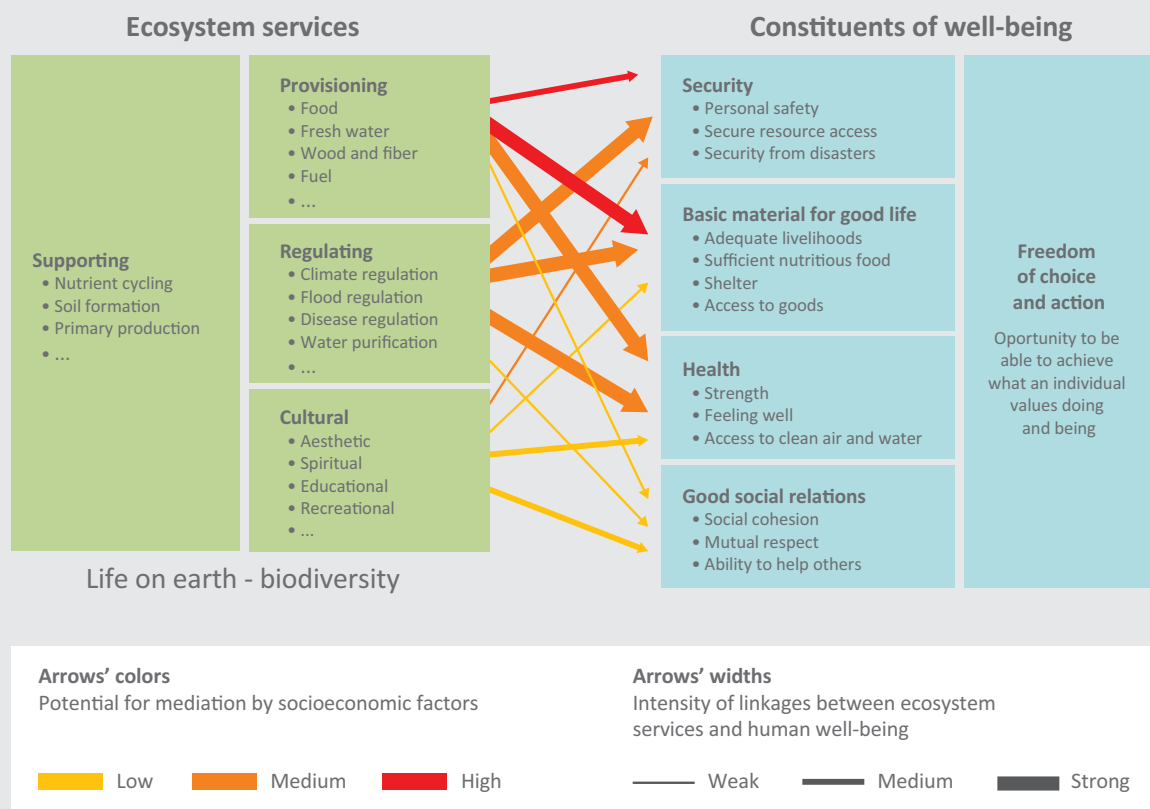 Ecosystem services
Supporting
• Nutrient cycling
• Soil formation
• Primary production
• ...
Provisioning
• Food
• Fresh water
• Wood and fiber
• Fuel
• ...
Regulating
• Climate regulation
• Flood regulation
• Disease regulation
• Water purification
• ...
Cultural
• Aesthetic
• Spiritual
• Educational
• Recreational
• ...
Life on earth - biodiversity
Constituents of well-being
Security
• Personal safety
• Secure resource access
• Security from disasters
Basic material for good life
• Adequate livelihoods
• Sufficient nutritious food
• Shelter
• Access to goods
Health
• Strength
• Feeling well
• Access to clean air and water
Good social relations
• Social cohesion
• Mutual respect
• Ability to help others
Freedom
of choice
and action
Opportunity to be
able to achieve
what an individual
values doing
and being
Arrows’ colors
Potential for mediation by socioeconomic factors
Low
Medium
High
Arrows’ widths
Intensity of linkages between ecosystem
services and human well-being
Weak
Medium
Strong